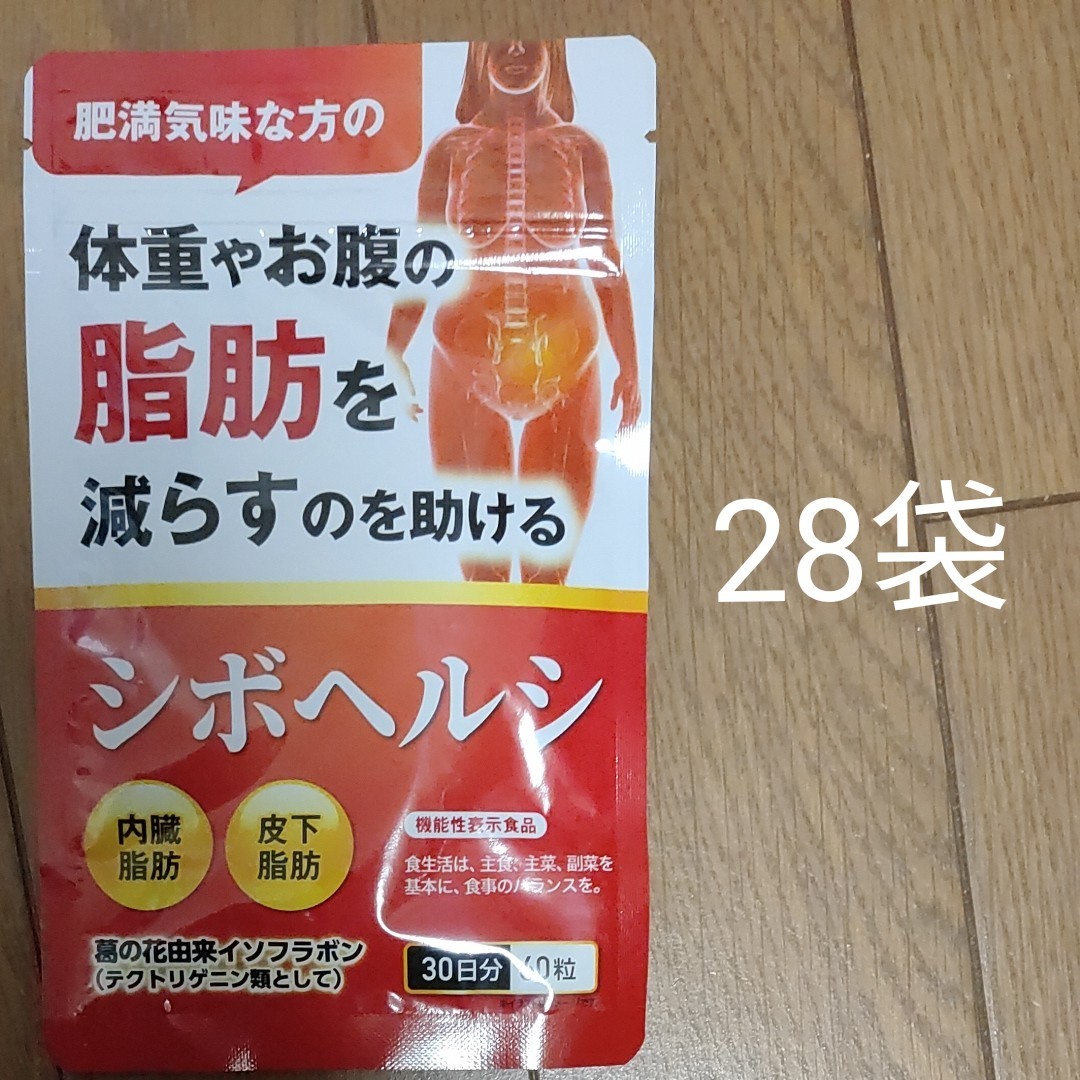 肥満気味な方の
体重やお腹の
脂肪を
減らすのを助ける
シボヘルシ
内臓
脂肪
皮下
脂肪
機能性表示食品
食生活は、主食、主菜、副菜を
基本に、食事のバランスを。
葛の花由来イソフラボン
(テクトリゲニン類として)
30日分 60粒
28袋